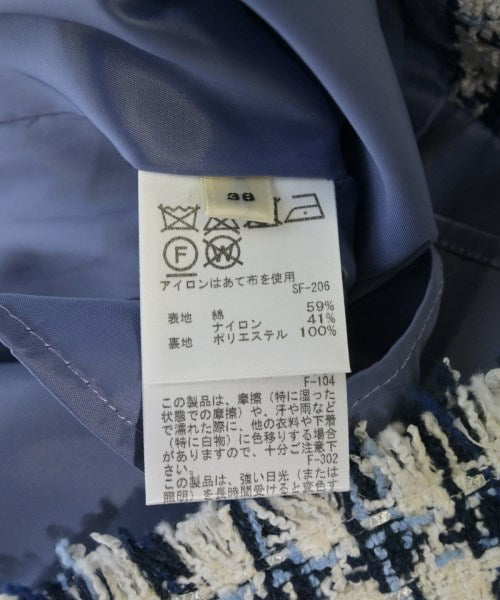 38
F
W
アイロンはあて布を使用
SF-206
表地 綿 59%
ナイロン 41%
裏地 ポリエステル 100%
F-104
この製品は、摩擦（特に湿った
状態での摩擦）や、汗や雨など
で濡れた際に、他の衣料や下着
（特に白物）に色移りする場合
がありますので、十分ご注意下
さい。
F-302
この製品は、強い日光（または
照明）を長時間受けると変色す